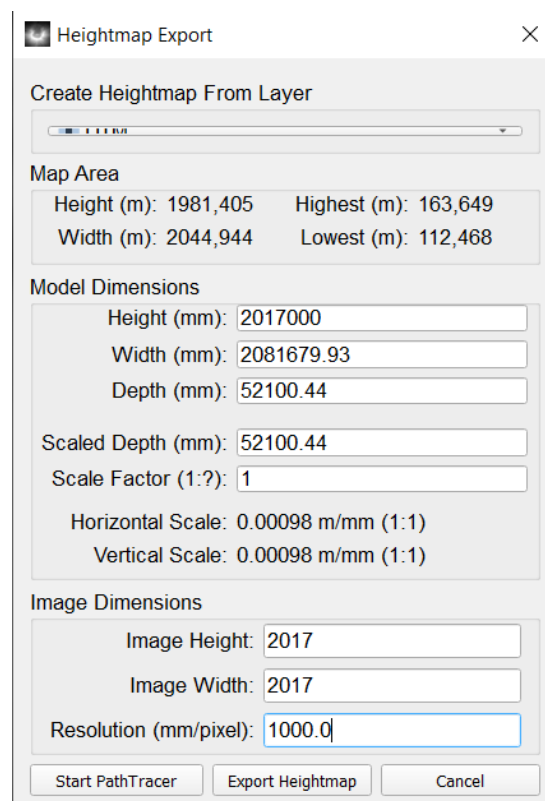 Heightmap Export
Create Heightmap From Layer
Map Area
Height (m): 1981,405 Highest (m): 163,649
Width (m): 2044,944 Lowest (m): 112,468
Model Dimensions
Height (mm): 2017000
Width (mm): 2081679.93
Depth (mm): 52100.44
Scaled Depth (mm): 52100.44
Scale Factor (1:?): 1
Horizontal Scale: 0.00098 m/mm (1:1)
Vertical Scale: 0.00098 m/mm (1:1)
Image Dimensions
Image Height: 2017
Image Width: 2017
Resolution (mm/pixel): 1000.0
Start PathTracer Export Heightmap Cancel